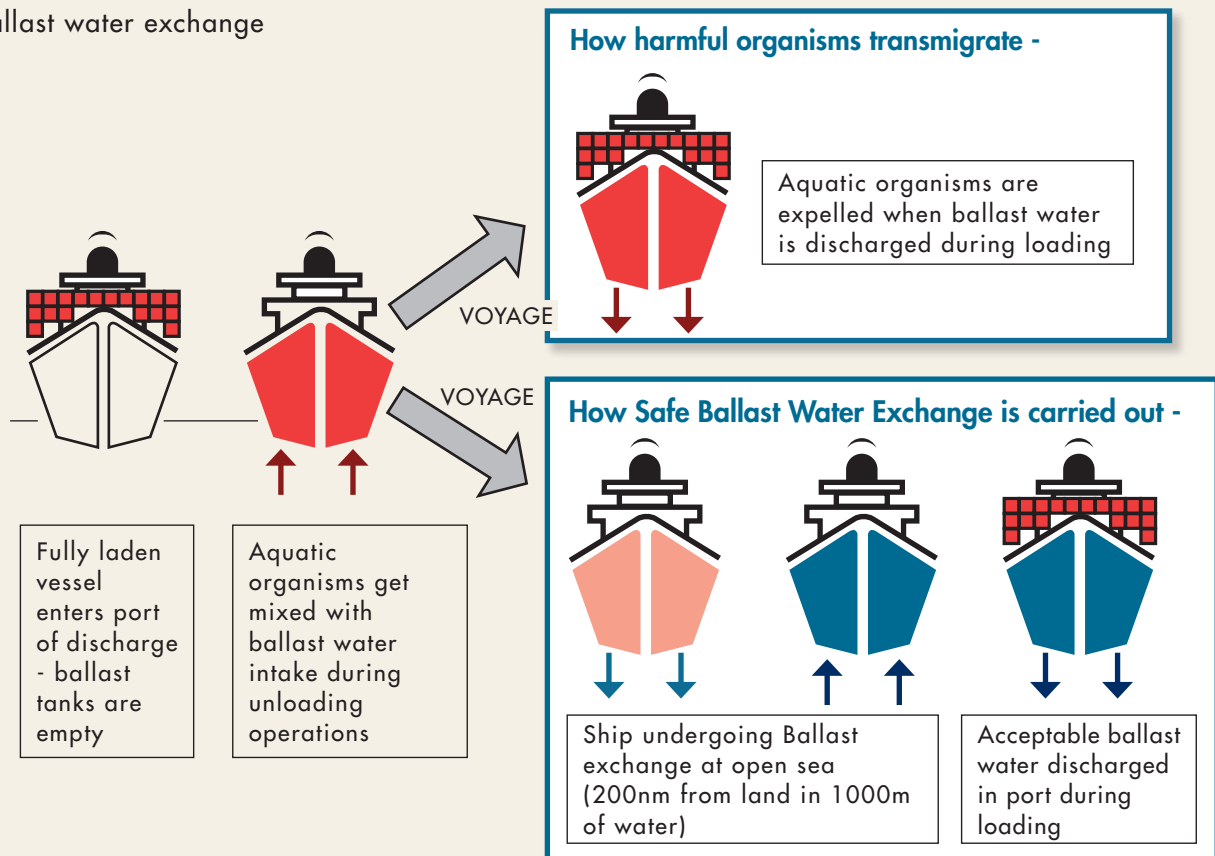 water exchange
How harmful organisms transmigrate -
Aquatic organisms are
expelled when ballast water
is discharged during loading
VOYAGE
VOYAGE
How Safe Ballast Water Exchange is carried out -
Fully laden
vessel
enters port
of discharge
- ballast
tanks are
empty
Aquatic
organisms get
mixed with
ballast water
intake during
unloading
operations
Ship undergoing Ballast
exchange at open sea
(200nm from land in 1000m
of water)
Acceptable ballast
water discharged
in port during
loading